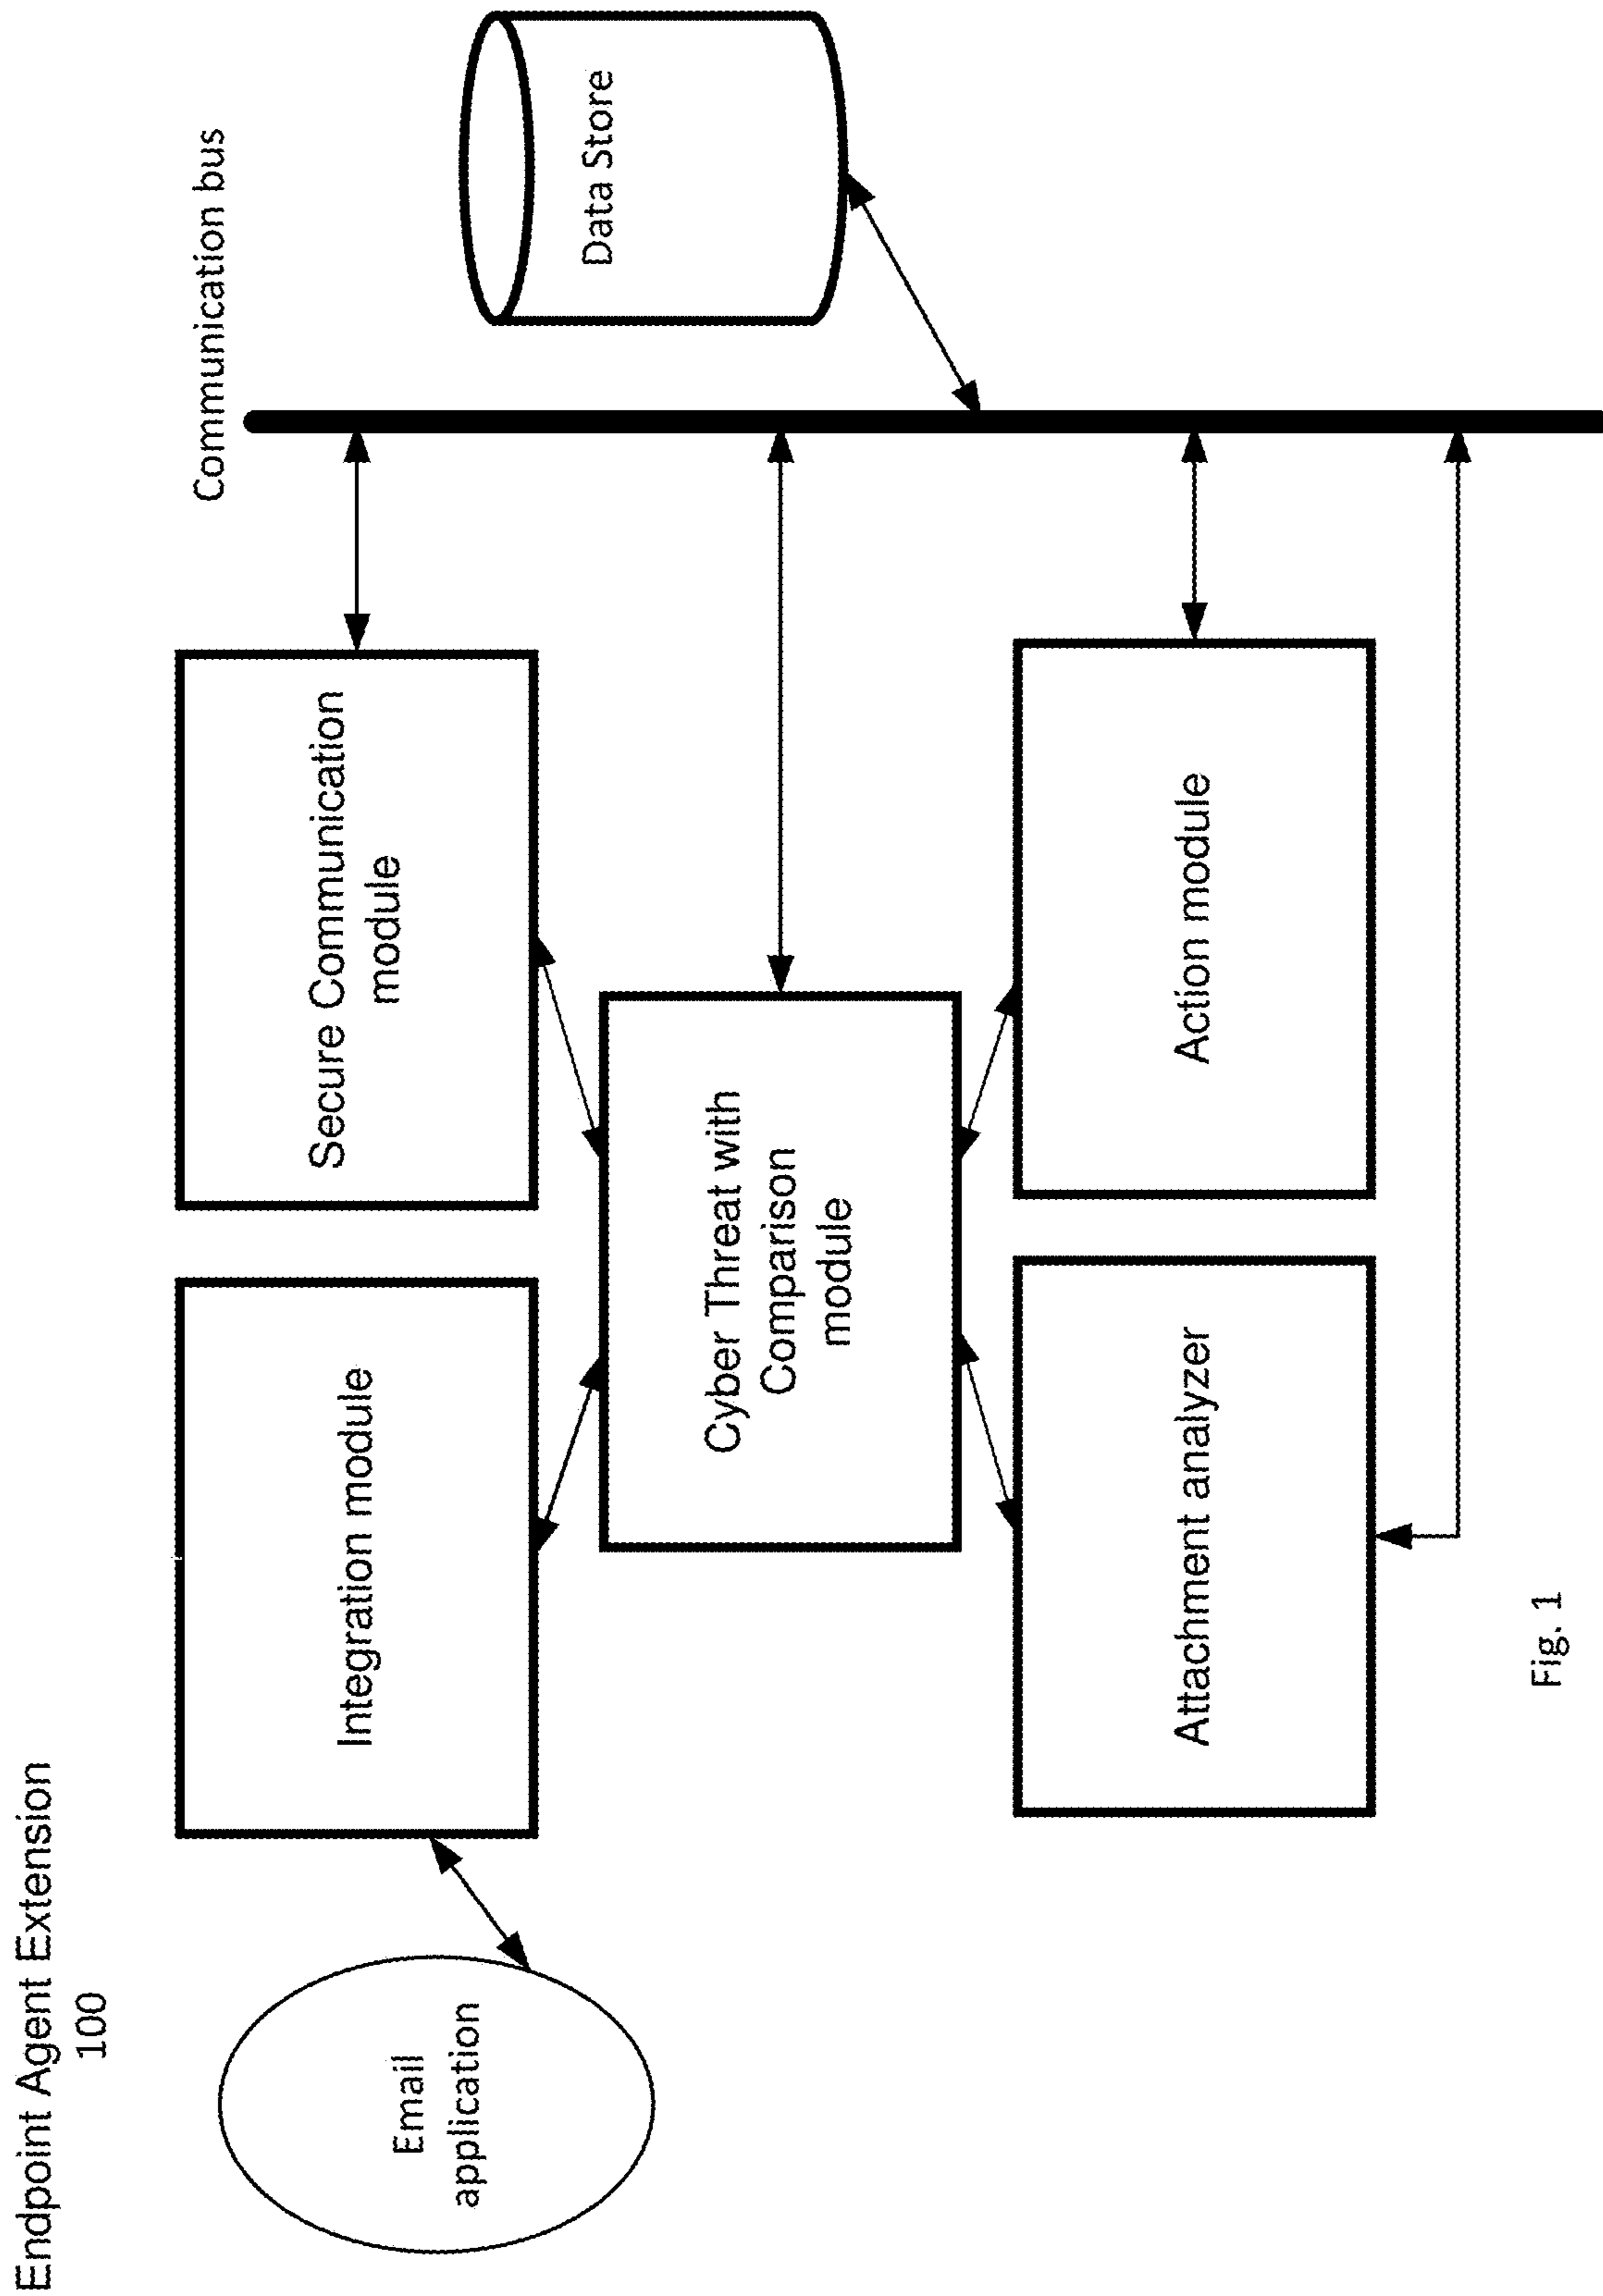 Endpoint Agent Extension
100
Communication bus
Email
application
Integration module
Secure Communication
module
Data Store
Cyber Threat with
Comparison
module
Attachment analyzer
Action module
Fig. 1